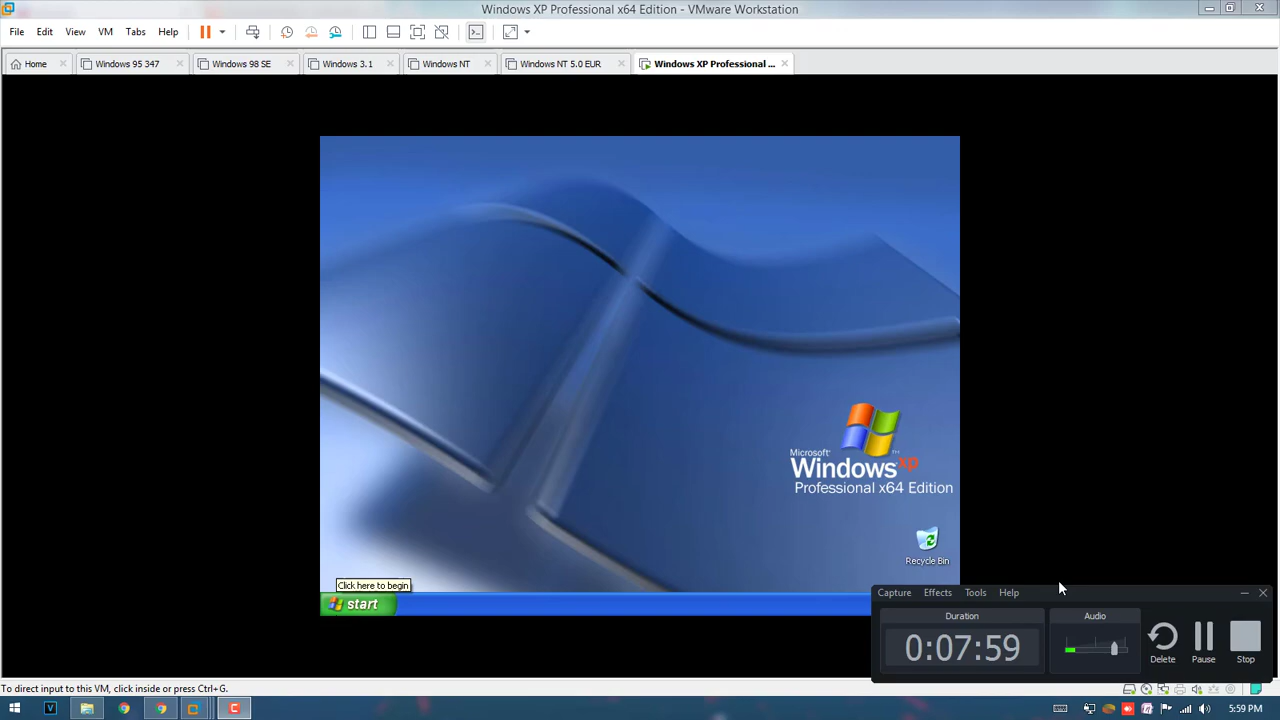 Windows XP Professional x64 Edition - VMware Workstation
File Edit View VM Tabs Help
Home Windows 95 347 Windows 98 SE Windows 3.1 Windows NT Windows NT 5.0 EUR Windows XP Professional ...
Microsoft
Windows xp
TM
Professional x64 Edition
Recycle Bin
Click here to begin
start
Capture Effects Tools Help
Duration Audio
0:07:59
Delete Pause Stop
To direct input to this VM, click inside or press Ctrl+G.
V C 5:59 PM